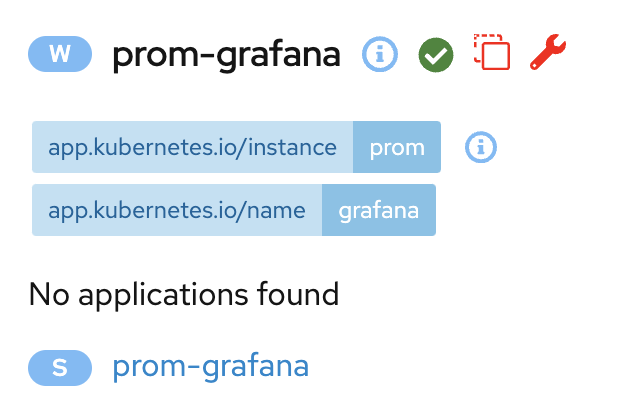 W prom-grafana
app.kubernetes.io/instance prom
app.kubernetes.io/name grafana
No applications found
S prom-grafana